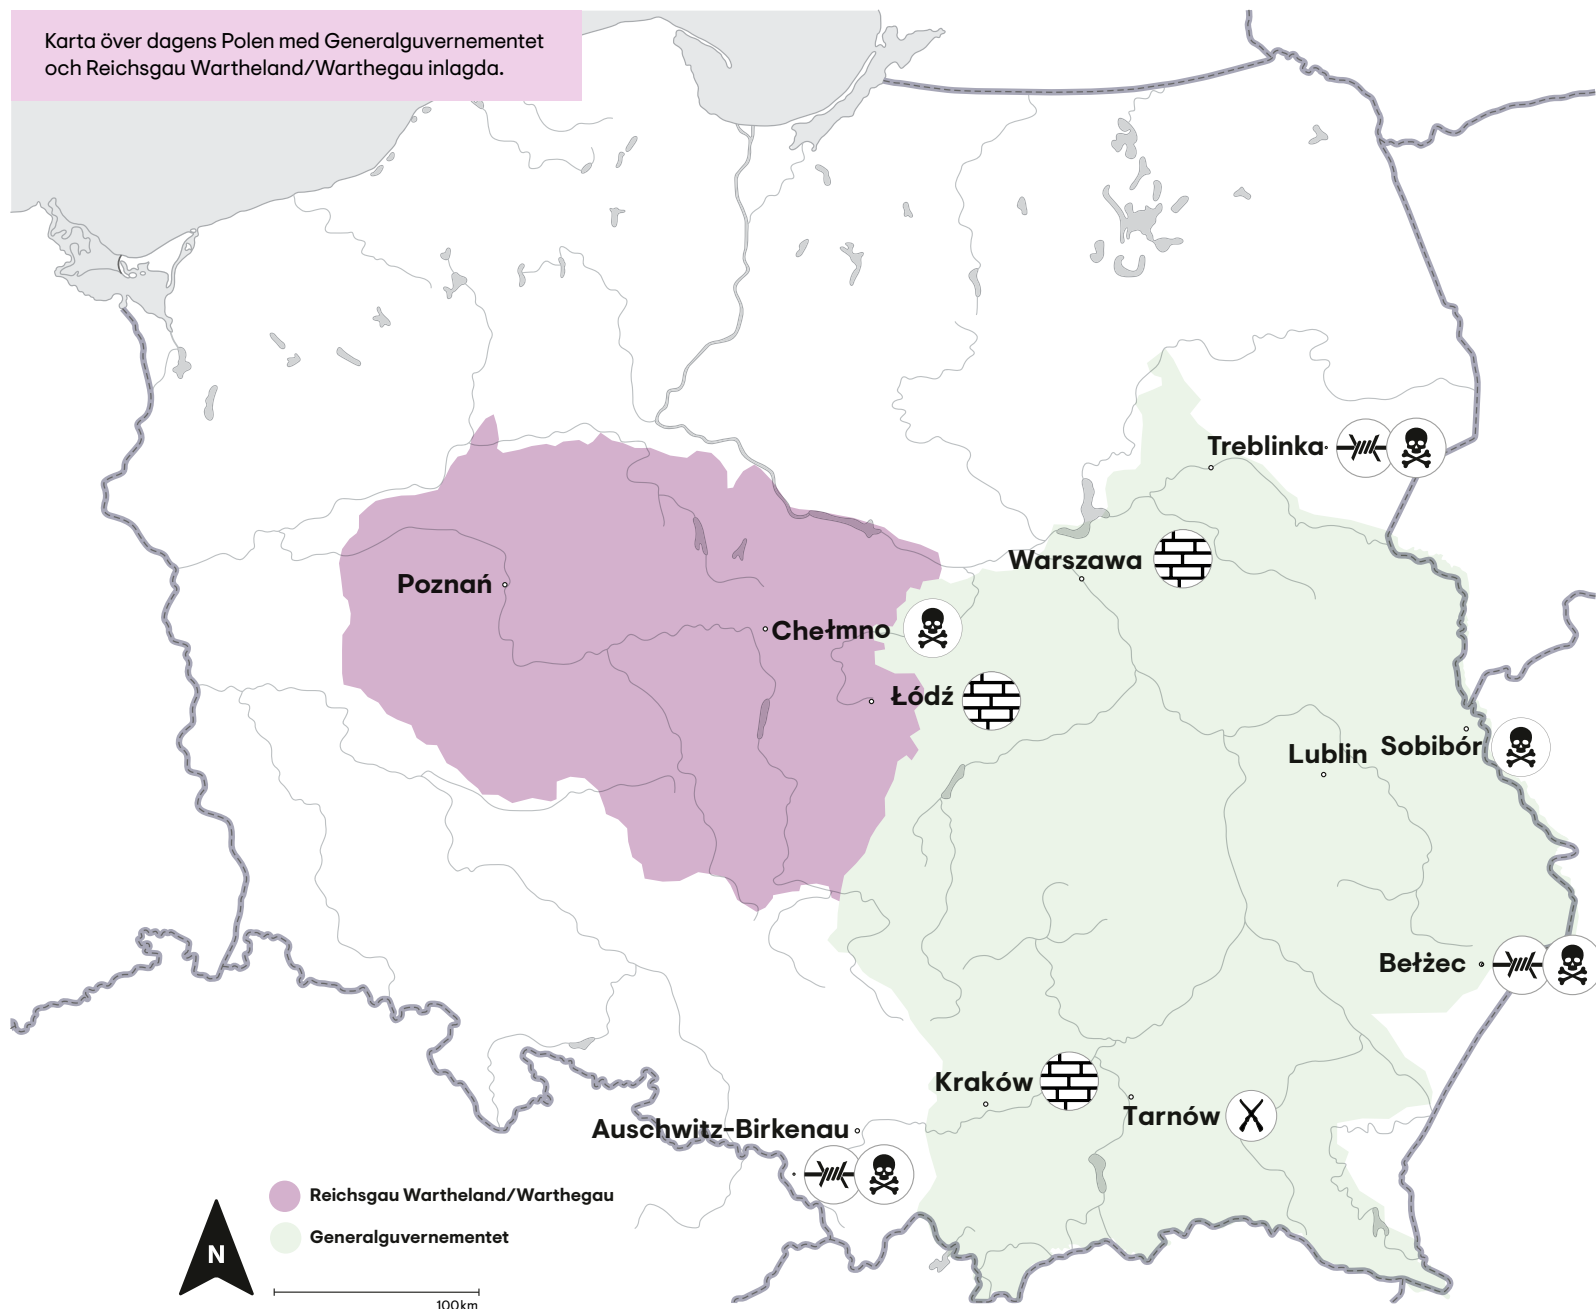 Karta över dagens Polen med Generalguvernementet
och Reichsgau Wartheland/Warthegau inlagda.
Treblinka
Warszawa
Poznań
Chełmno
Łódź
Lublin
Sobibór
Bełżec
Kraków
Tarnów
Auschwitz-Birkenau
Reichsgau Wartheland/Warthegau
Generalguvernementet
N
100km